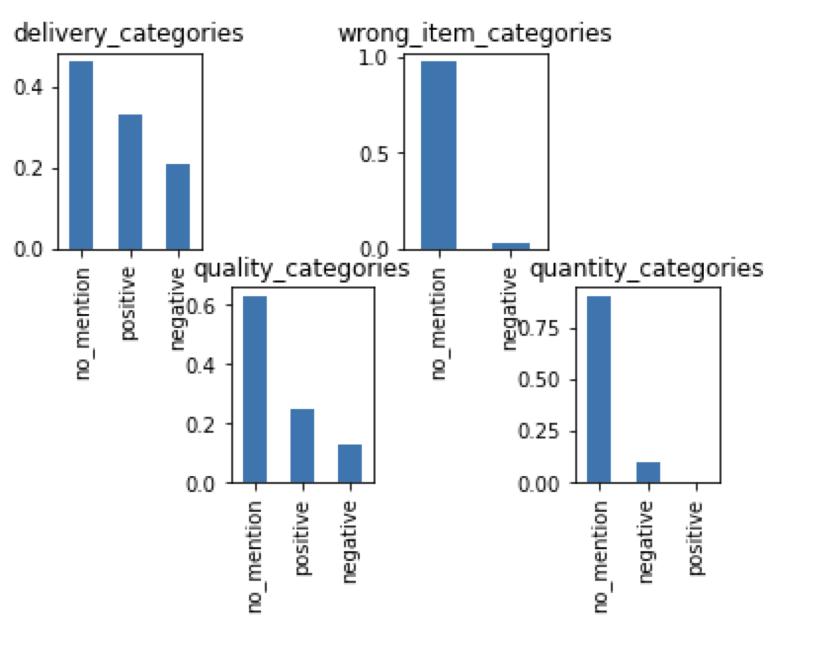 delivery_categories
0.4
0.2
0.0
no_mention
positive
negative
wrong_item_categories
1.0
0.5
0.0
no_mention
negative
quality_categories
0.6
0.4
0.2
0.0
no_mention
positive
negative
quantity_categories
0.75
0.50
0.25
0.00
no_mention
negative
positive